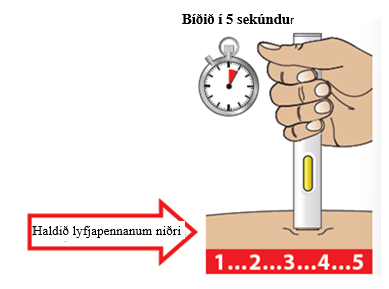 Bíðið í 5 sekúndur
Haldið lyfjapennanum niðri
1...2...3...4...5